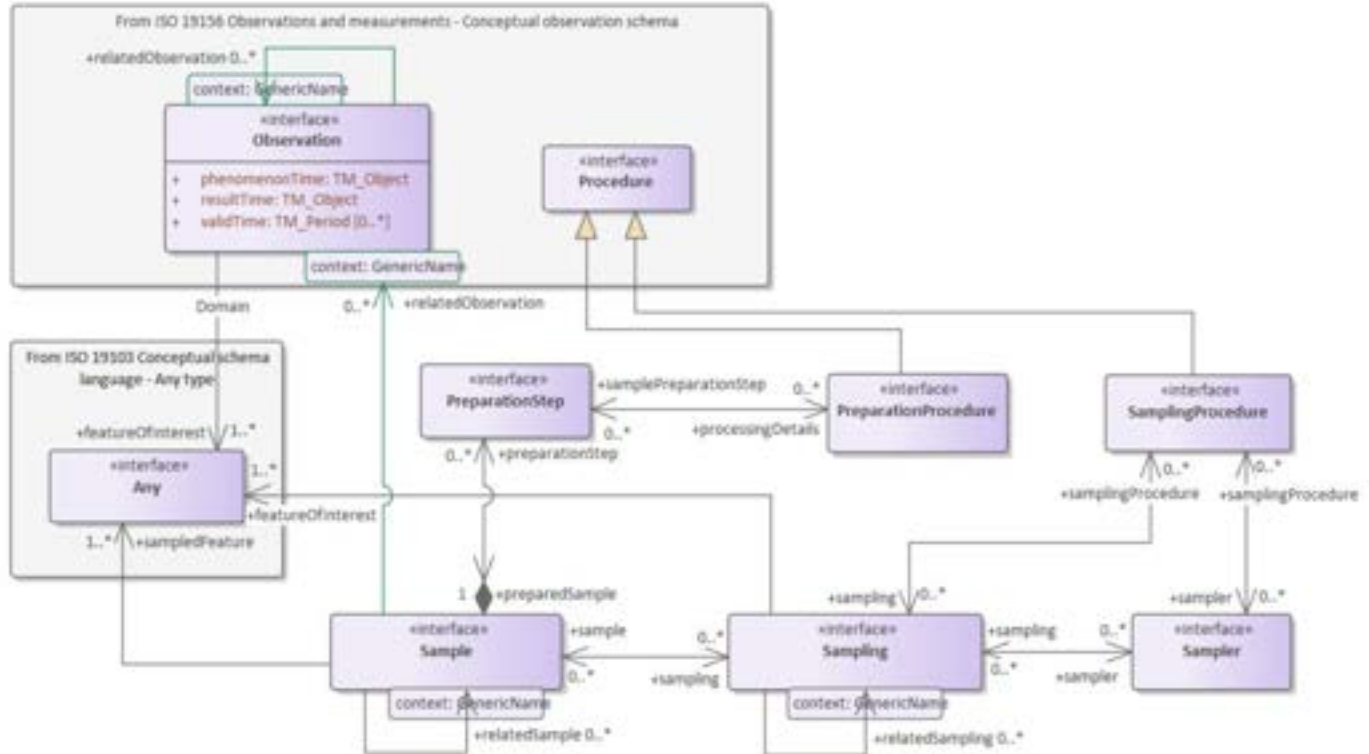 From ISO 19156 Observations and measurements - Conceptual observation schema
+relatedObservation 0..*
context: GenericName
«interface»
Observation
+ phenomenonTime: TM_Object
+ resultTime: TM_Object
+ validTime: TM_Period [0..*]
«interface»
Procedure
context: GenericName
0..*
+relatedObservation
Domain
From ISO 19103 Conceptual schema
language - Any type
+featureOfInterest
1..*
«interface»
Any
1..*
+featureOfInterest
1..*
+sampledFeature
«interface»
PreparationStep
+samplePreparationStep
0..*
0..*
+processingDetails
«interface»
PreparationProcedure
«interface»
SamplingProcedure
0..*
+preparationStep
0..*
+samplingProcedure
0..*
+samplingProcedure
1
+preparedSample
+sampling
0..*
+sampler
0..*
«interface»
Sample
+sample
0..*
0..*
+sampling
«interface»
Sampling
+sampling
0..*
0..*
+sampler
«interface»
Sampler
context: GenericName
+relatedSample 0..*
context: GenericName
+relatedSampling 0..*